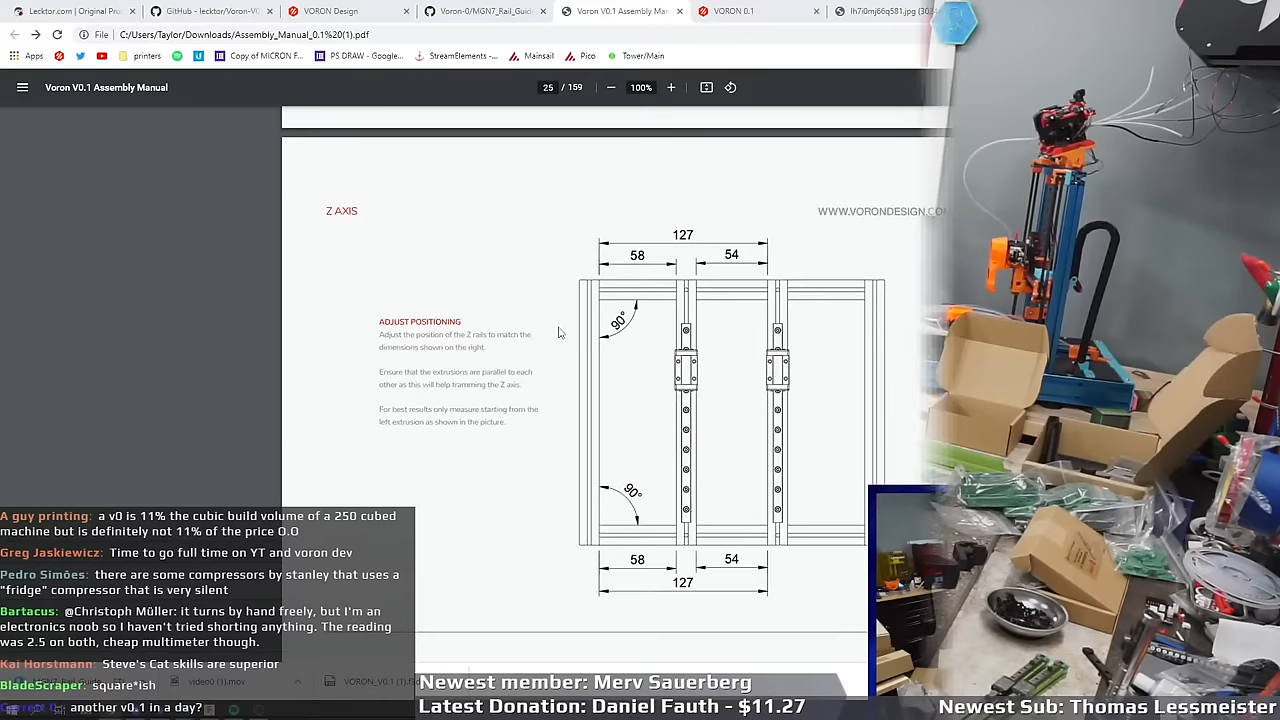 Lecktor.com | Original Pru
GitHub - lecktor/Voron-V0
VORON Design
Voron-0/MGN7_Rail_Guid
Voron V0.1 Assembly Man
VORON 0.1
lh7i0mj66q581.jpg (302
File
C:/Users/Taylor/Downloads/Assembly_Manual_0.1%20(1).pdf
Apps
printers
Copy of MICRON F...
PS DRAW - Google...
StreamElements -...
Mainsail
Pico
Tower/Main
Voron V0.1 Assembly Manual
25 / 159
100%
Z AXIS
WWW.VORONDESIGN.COM
127
58
54
90°
ADJUST POSITIONING
Adjust the position of the Z rails to match the
dimensions shown on the right.
Ensure that the extrusions are parallel to each
other as this will help tramming the Z axis.
For best results only measure starting from the
left extrusion as shown in the picture.
90°
58
54
127
A guy printing: a v0 is 11% the cubic build volume of a 250 cubed
machine but is definitely not 11% of the price O.O
Greg Jaskiewicz: Time to go full time on YT and voron dev
Pedro Simões: there are some compressors by stanley that uses a
"fridge" compressor that is very silent
Bartacus: @Christoph Müller: it turns by hand freely, but I'm an
electronics noob so I haven't tried shorting anything. The reading
was 2.5 on both, cheap multimeter though.
Kai Horstmann: Steve's Cat skills are superior
BladeScraper: square*ish
another v0.1 in a day?
video0 (1).mov
VORON_V0.1 (1).f3
Newest member: Merv Sauerberg
Latest Donation: Daniel Fauth - $11.27
Newest Sub: Thomas Lessmeister